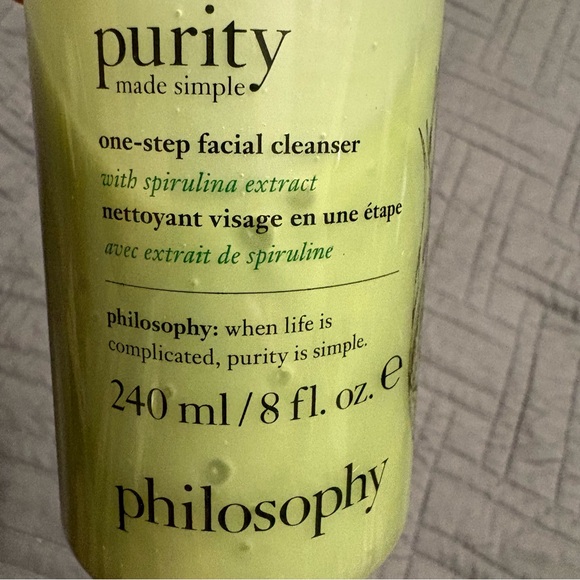 purity
made simple
one-step facial cleanser
with spirulina extract
nettoyant visage en une étape
avec extrait de spiruline
philosophy: when life is
complicated, purity is simple.
240 ml / 8 fl. oz. e
philosophy